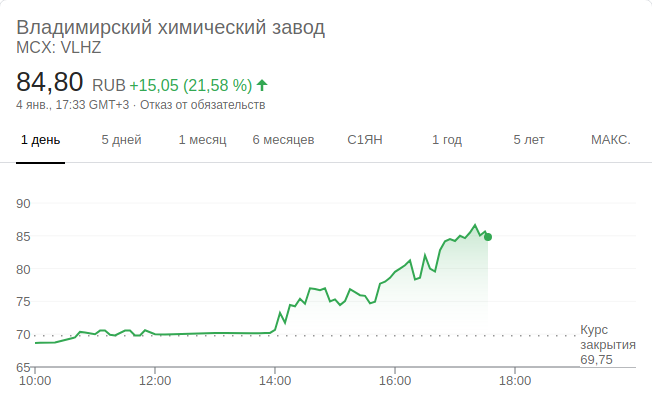 Владимирский химический завод
MCX: VLHZ
84,80 RUB +15,05 (21,58 %)
4 янв., 17:33 GMT+3 · Отказ от обязательств
1 день 5 дней 1 месяц 6 месяцев С1ЯН 1 год 5 лет МАКС.
90
85
80
75
70
65
Курс
закрытия
69,75
10:00 12:00 14:00 16:00 18:00